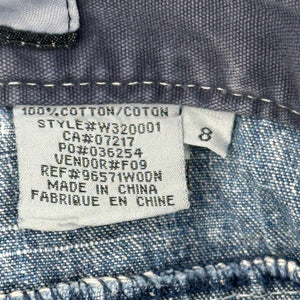 100% COTTON/COTON
STYLE#W320001
CA#07217
PO#036254
VENDOR#F09
REF#96571WODN
MADE IN CHINA
FABRIQUE EN CHINE
8